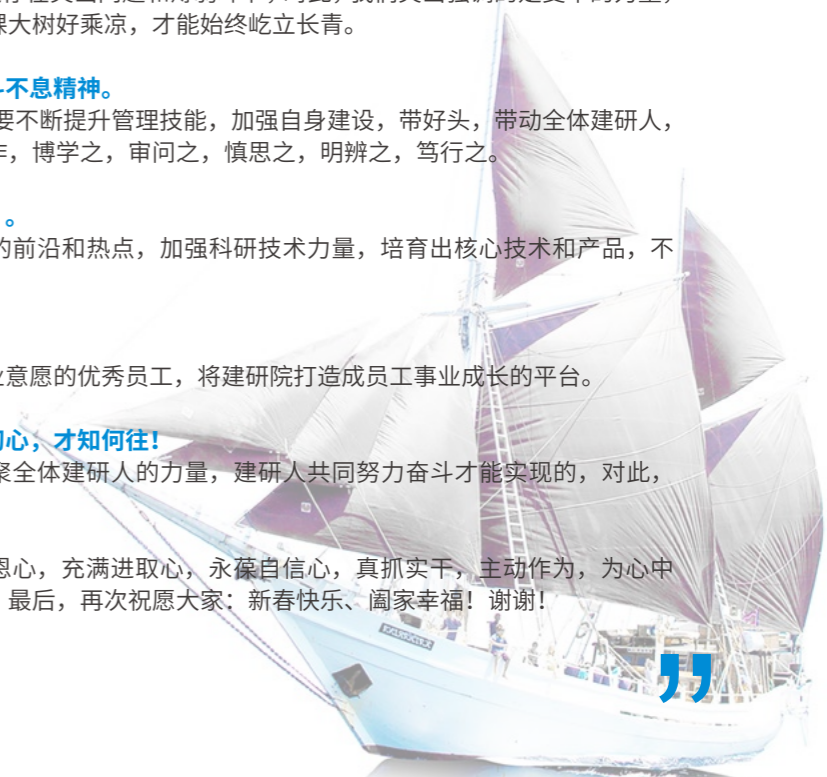 棵大树好乘凉，才能始终屹立长青。
不息精神。
要不断提升管理技能，加强自身建设，带好头，带动全体建研人，
作，博学之，审问之，慎思之，明辨之，笃行之。
。
的前沿和热点，加强科研技术力量，培育出核心技术和产品，不
业意愿的优秀员工，将建研院打造成员工事业成长的平台。
初心，才知何往！
聚全体建研人的力量，建研人共同努力奋斗才能实现的，对此，
恩心，充满进取心，永葆自信心，真抓实干，主动作为，为心中
最后，再次祝愿大家：新春快乐、阖家幸福！谢谢！
”